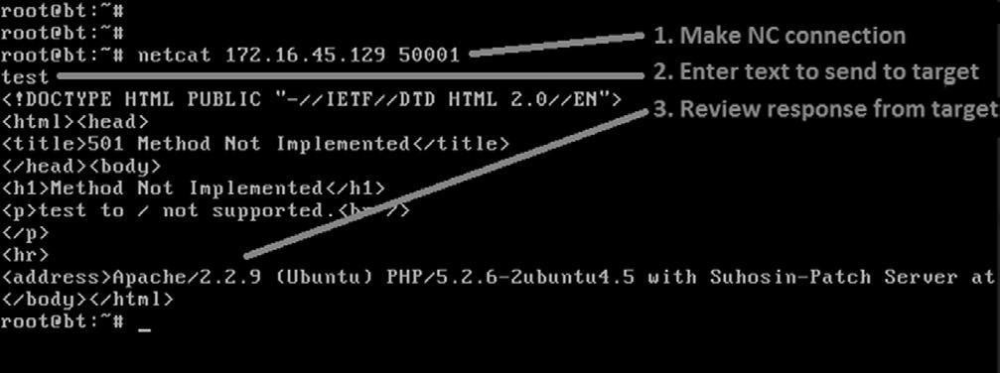 root@bt:~#
root@bt:~#
root@bt:~# netcat 172.16.45.129 50001
1. Make NC connection
test
2. Enter text to send to target
<!DOCTYPE HTML PUBLIC "-//IETF//DTD HTML 2.0//EN">
3. Review response from target
<html><head>
<title>501 Method Not Implemented</title>
</head><body>
<h1>Method Not Implemented</h1>
<p>test to / not supported.<br />
</p>
<hr>
<address>Apache/2.2.9 (Ubuntu) PHP/5.2.6-2ubuntu4.5 with Suhosin-Patch Server at
</body></html>
root@bt:~# _